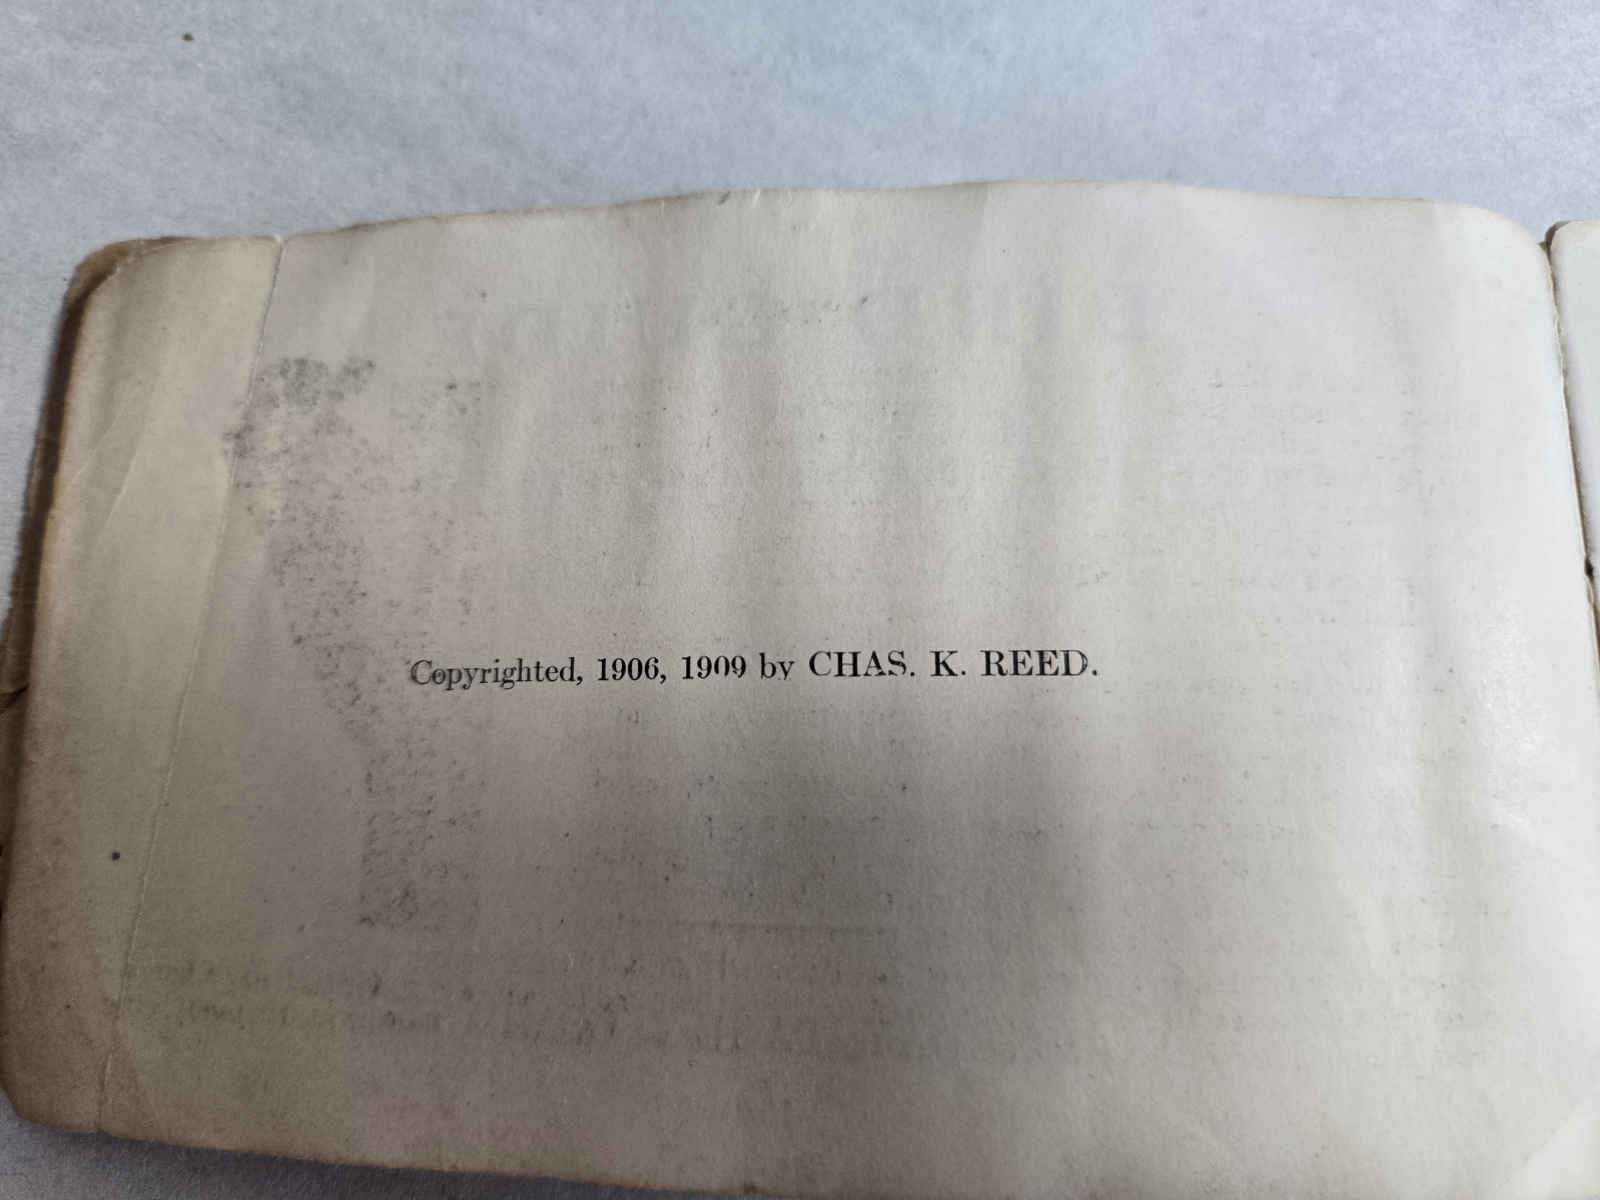 Copyrighted, 1906, 1909 by CHAS. K. REED.